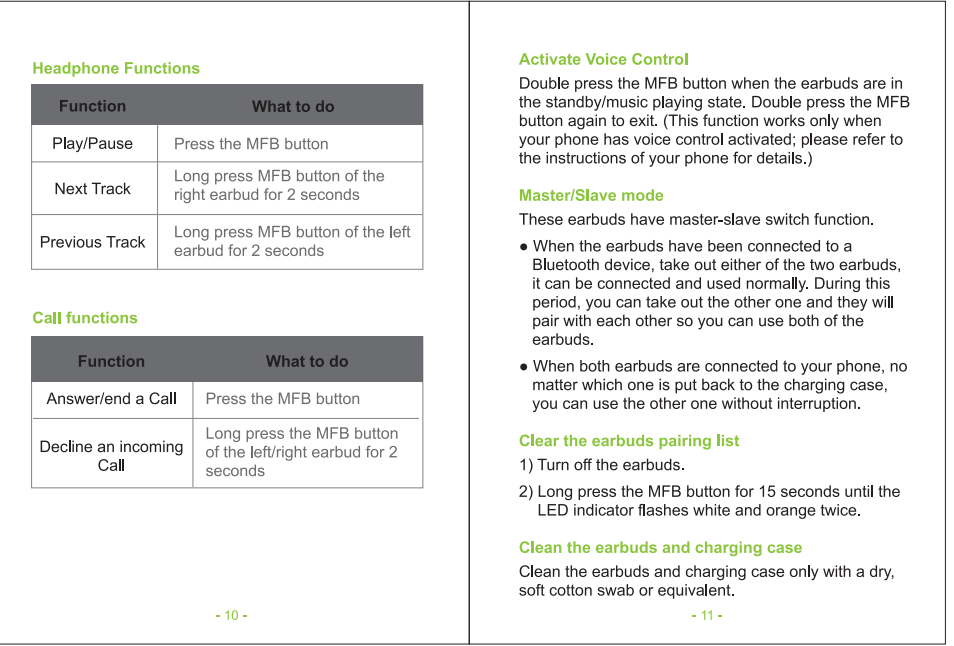 Headphone Functions
Function What to do
Play/Pause Press the MFB button
Next Track Long press MFB button of the
right earbud for 2 seconds
Previous Track Long press MFB button of the left
earbud for 2 seconds
Call functions
Function What to do
Answer/end a Call Press the MFB button
Decline an incoming
Call
Long press the MFB button
of the left/right earbud for 2
seconds
- 10 -
Activate Voice Control
Double press the MFB button when the earbuds are in
the standby/music playing state. Double press the MFB
button again to exit. (This function works only when
your phone has voice control activated; please refer to
the instructions of your phone for details.)
Master/Slave mode
These earbuds have master-slave switch function.
● When the earbuds have been connected to a
Bluetooth device, take out either of the two earbuds,
it can be connected and used normally. During this
period, you can take out the other one and they will
pair with each other so you can use both of the
earbuds.
● When both earbuds are connected to your phone, no
matter which one is put back to the charging case,
you can use the other one without interruption.
Clear the earbuds pairing list
1) Turn off the earbuds.
2) Long press the MFB button for 15 seconds until the
LED indicator flashes white and orange twice.
Clean the earbuds and charging case
Clean the earbuds and charging case only with a dry,
soft cotton swab or equivalent.
- 11 -